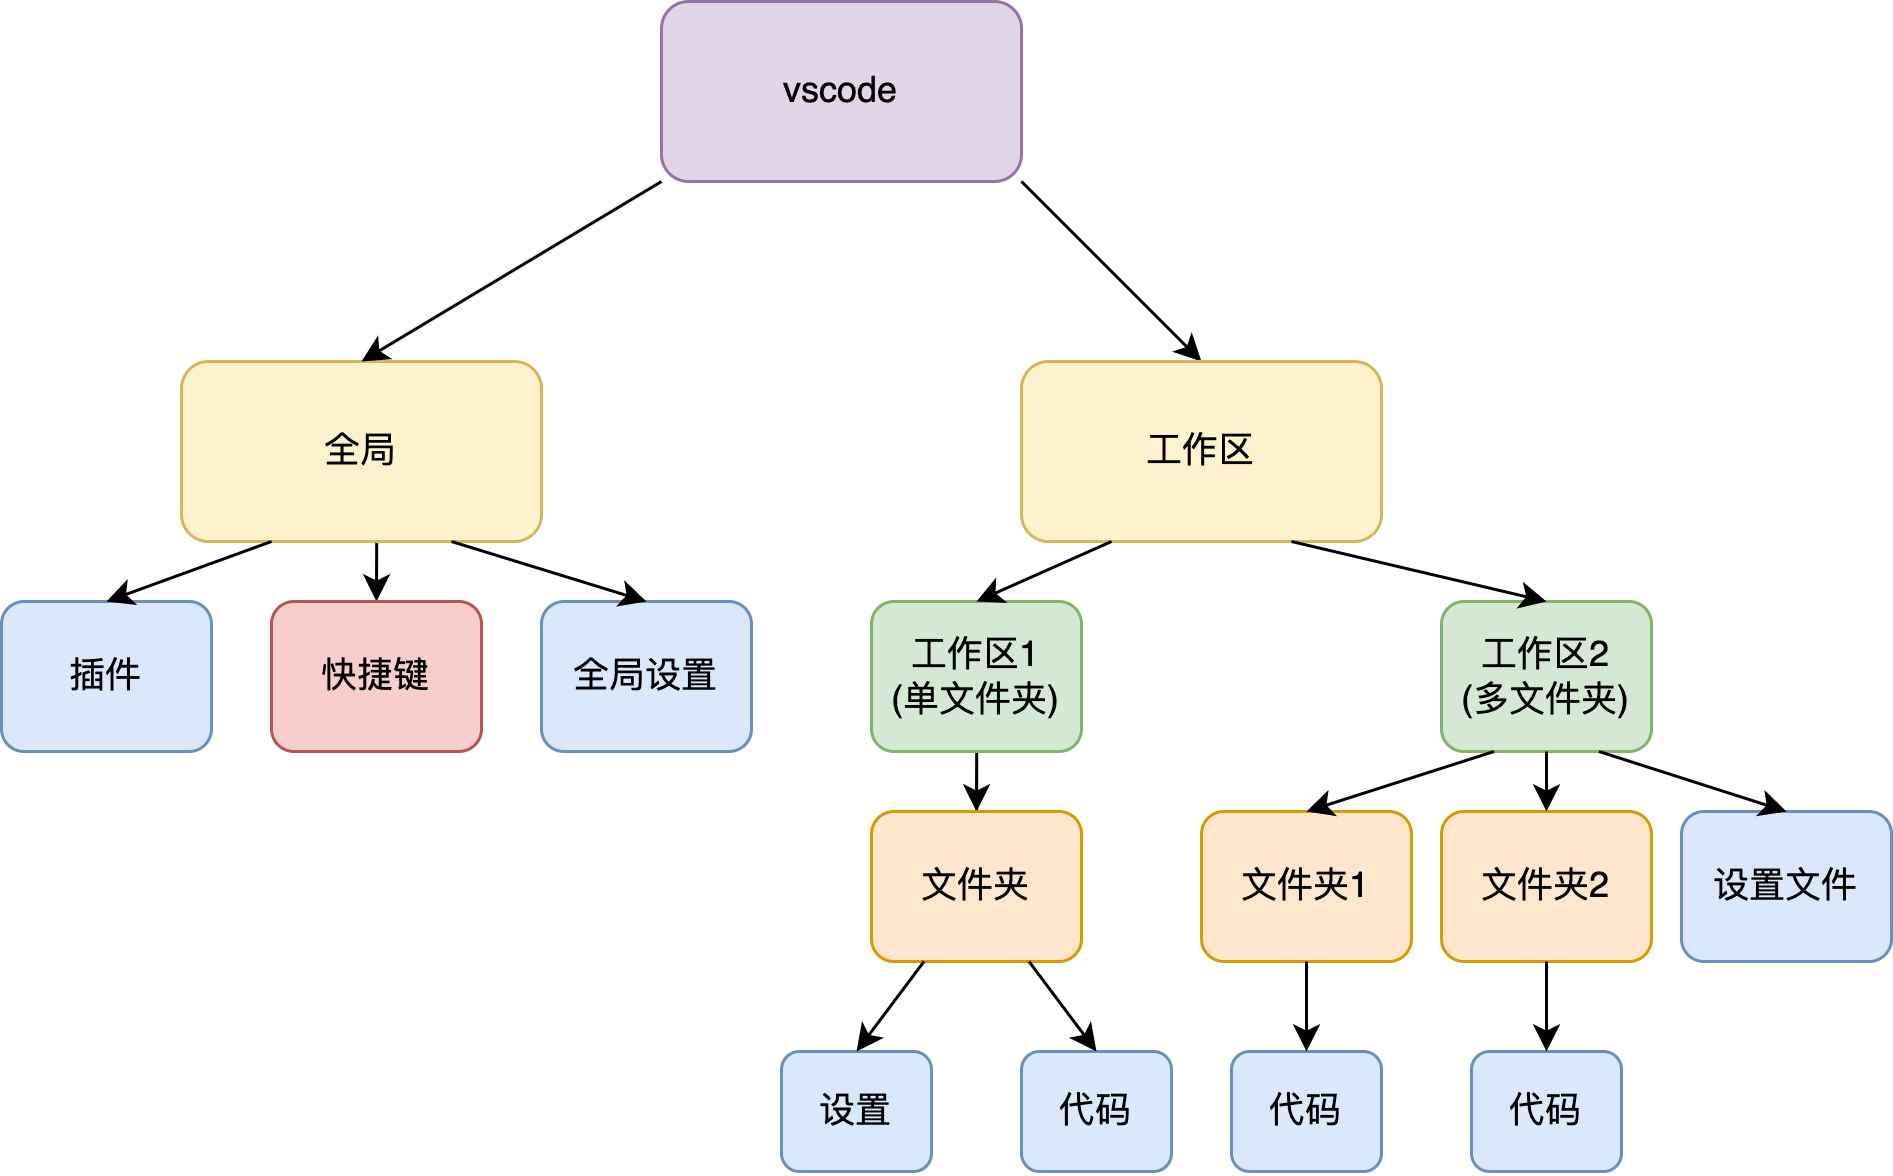 vscode
全局
工作区
插件
快捷键
全局设置
工作区1
(单文件夹)
工作区2
(多文件夹)
文件夹
文件夹1
文件夹2
设置文件
设置
代码
代码
代码